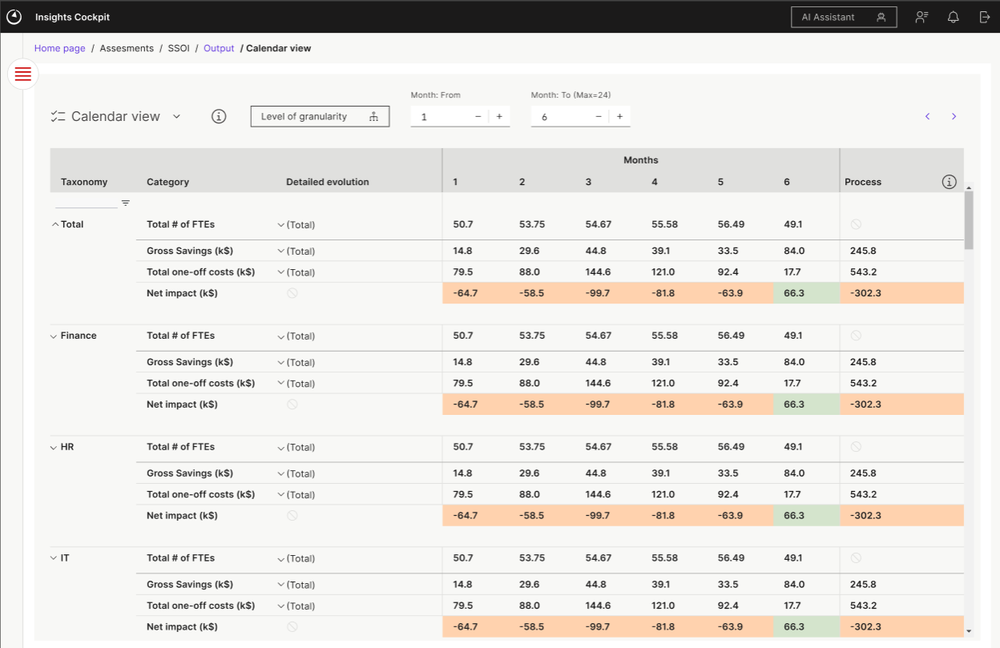 Insights Cockpit
AI Assistant
Home page / Assesments / SSOI / Output / Calendar view
Month: From Month: To (Max=24)
Calendar view Level of granularity 1 − + 6 − +
Months
Taxonomy Category Detailed evolution 1 2 3 4 5 6 Process
Total Total # of FTEs (Total) 50.7 53.75 54.67 55.58 56.49 49.1
Gross Savings (k$) (Total) 14.8 29.6 44.8 39.1 33.5 84.0 245.8
Total one-off costs (k$) (Total) 79.5 88.0 144.6 121.0 92.4 17.7 543.2
Net impact (k$) -64.7 -58.5 -99.7 -81.8 -63.9 66.3 -302.3
Finance Total # of FTEs (Total) 50.7 53.75 54.67 55.58 56.49 49.1
Gross Savings (k$) (Total) 14.8 29.6 44.8 39.1 33.5 84.0 245.8
Total one-off costs (k$) (Total) 79.5 88.0 144.6 121.0 92.4 17.7 543.2
Net impact (k$) -64.7 -58.5 -99.7 -81.8 -63.9 66.3 -302.3
HR Total # of FTEs (Total) 50.7 53.75 54.67 55.58 56.49 49.1
Gross Savings (k$) (Total) 14.8 29.6 44.8 39.1 33.5 84.0 245.8
Total one-off costs (k$) (Total) 79.5 88.0 144.6 121.0 92.4 17.7 543.2
Net impact (k$) -64.7 -58.5 -99.7 -81.8 -63.9 66.3 -302.3
IT Total # of FTEs (Total) 50.7 53.75 54.67 55.58 56.49 49.1
Gross Savings (k$) (Total) 14.8 29.6 44.8 39.1 33.5 84.0 245.8
Total one-off costs (k$) (Total) 79.5 88.0 144.6 121.0 92.4 17.7 543.2
Net impact (k$) -64.7 -58.5 -99.7 -81.8 -63.9 66.3 -302.3